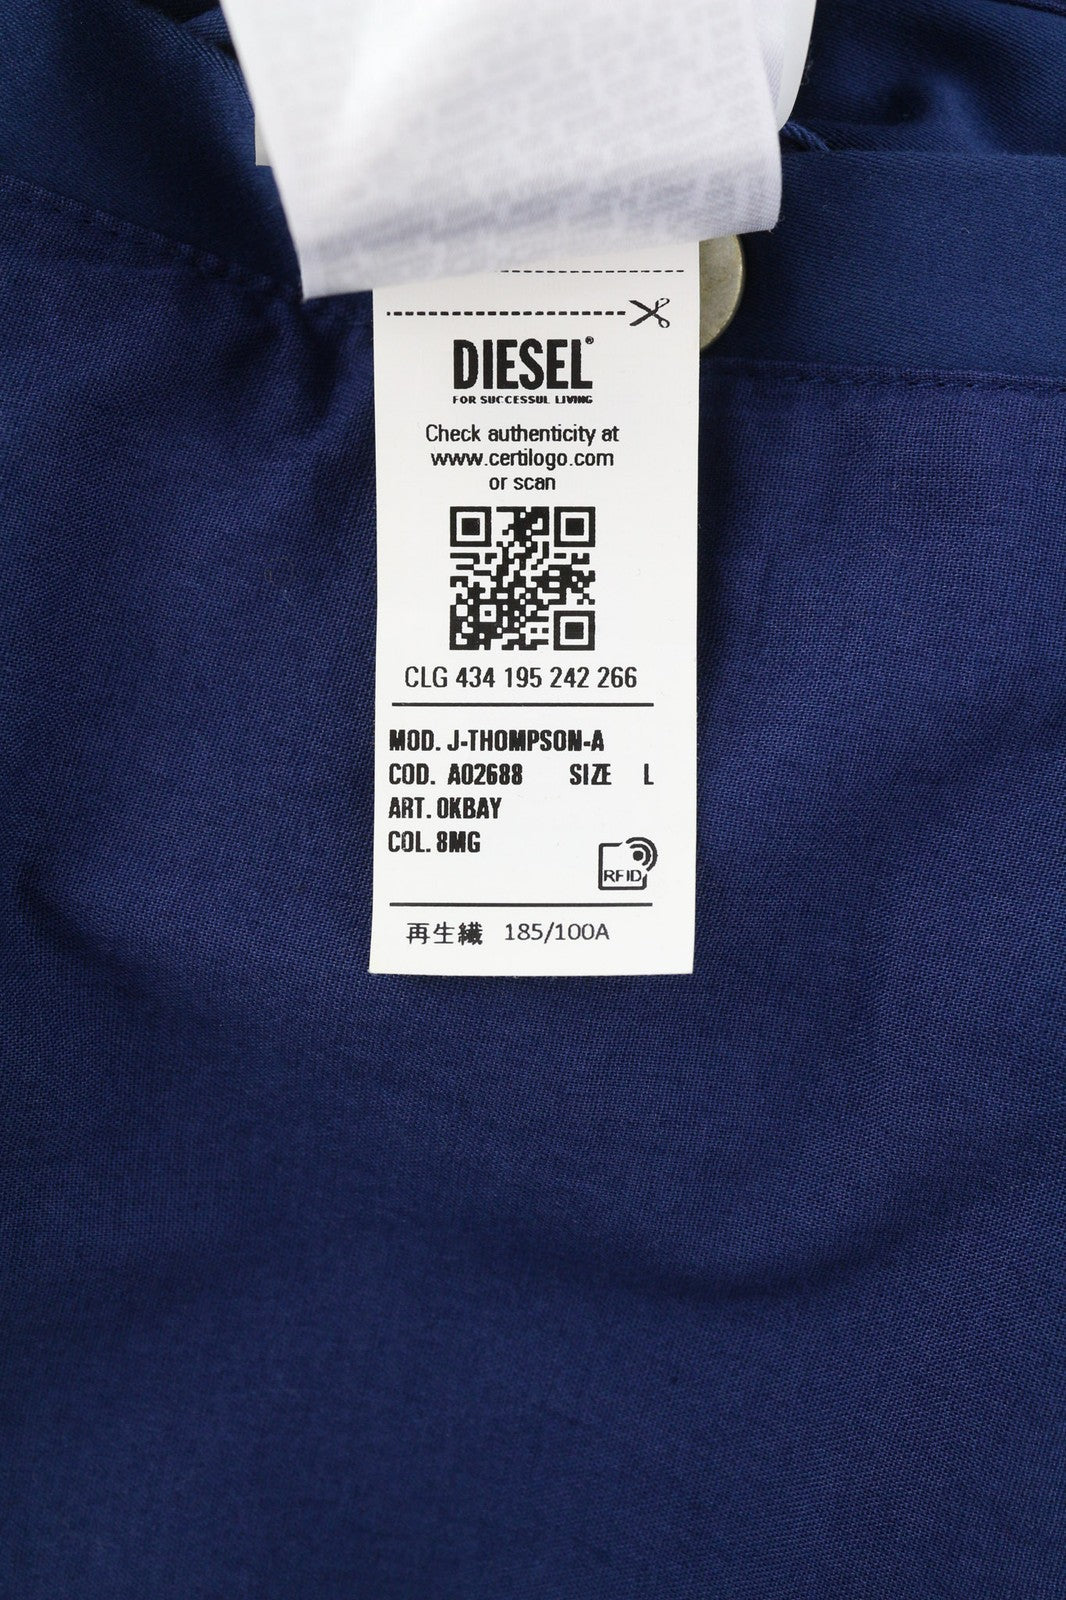 DIESEL®
FOR SUCCESSUL LIVING
Check authenticity at
www.certilogo.com
or scan
CLG 434 195 242 266
MOD. J-THOMPSON-A
COD. A02688 SIZE L
ART. 0KBAY
COL. 8MG
RFID
再生繊 185/100A